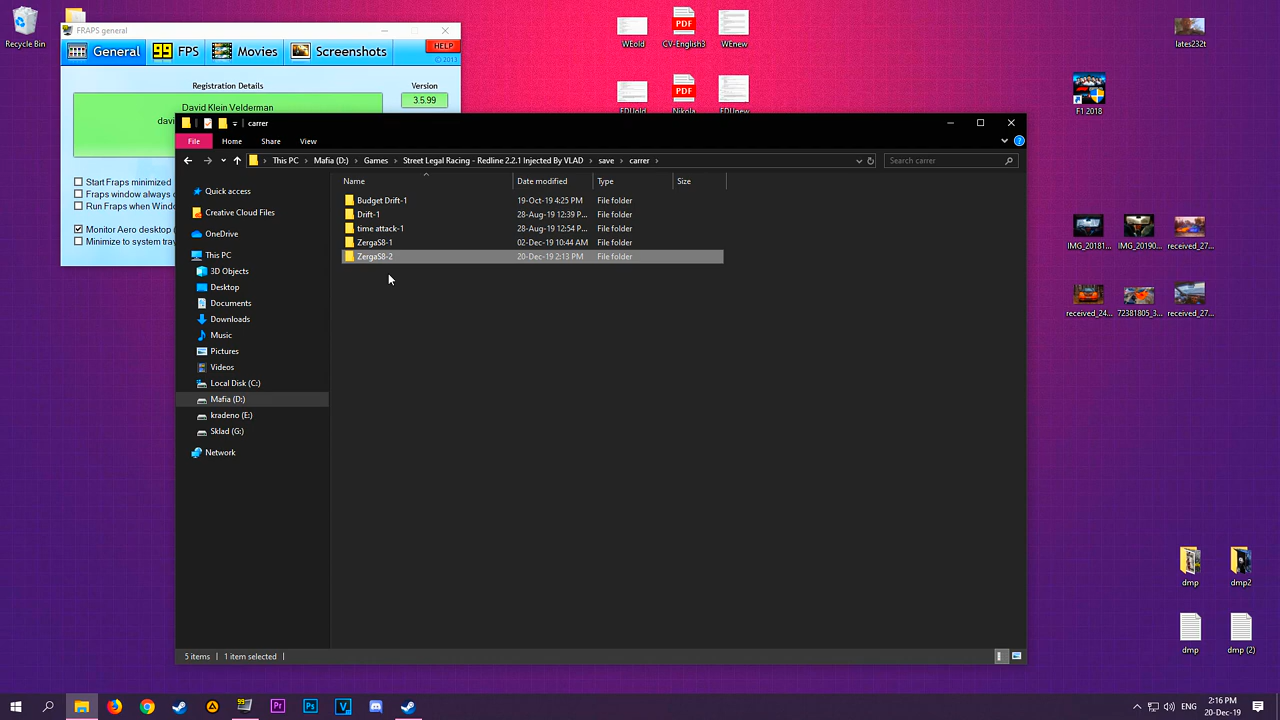 Recycle Bin
FRAPS general
General
99 FPS
Movies
Screenshots
HELP
© 2013
Registration Details
Version
David Klein Velderman
3.5.99
davi
Start Fraps minimized
Fraps window always o
Run Fraps when Windo
Monitor Aero desktop (
Minimize to system tray
WEold
CV-English3
WEnew
FDUold
Nikola
FDUnew
lates232t
F1 2018
carrer
File
Home
Share
View
This PC
Mafia (D:)
Games
Street Legal Racing - Redline 2.2.1 Injected By VLAD
save
carrer
Search carrer
Name
Date modified
Type
Size
Budget Drift-1
19-Oct-19 4:25 PM
File folder
Drift-1
28-Aug-19 12:39 P...
File folder
time attack-1
28-Aug-19 12:54 P...
File folder
ZergaS8-1
02-Dec-19 10:44 AM
File folder
ZergaS8-2
20-Dec-19 2:13 PM
File folder
Quick access
Creative Cloud Files
OneDrive
This PC
3D Objects
Desktop
Documents
Downloads
Music
Pictures
Videos
Local Disk (C:)
Mafia (D:)
kradeno (E:)
Sklad (G:)
Network
5 items
1 item selected
IMG_20181...
IMG_20190...
received_27...
received_24...
72381805_3...
received_27...
dmp
dmp2
dmp
dmp (2)
99
Pr
Ps
V
ENG
2:16 PM
20-Dec-19